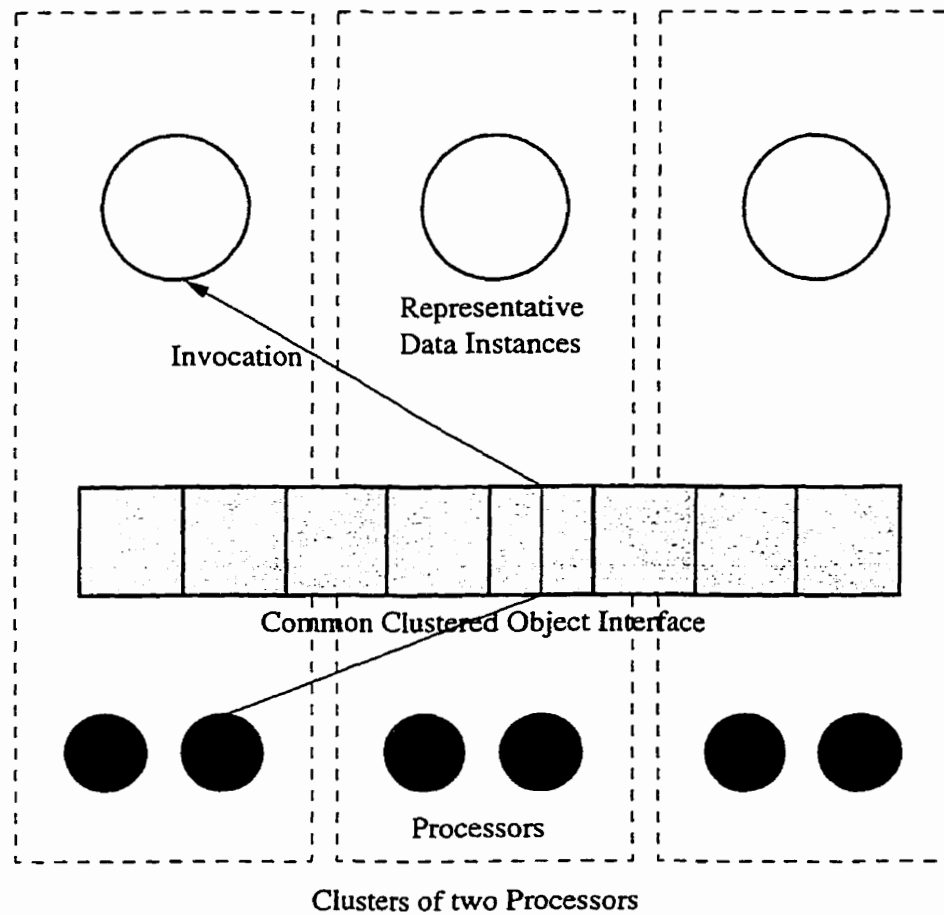 Representative
Data Instances
Invocation
Common Clustered Object Interface
Processors
Clusters of two Processors